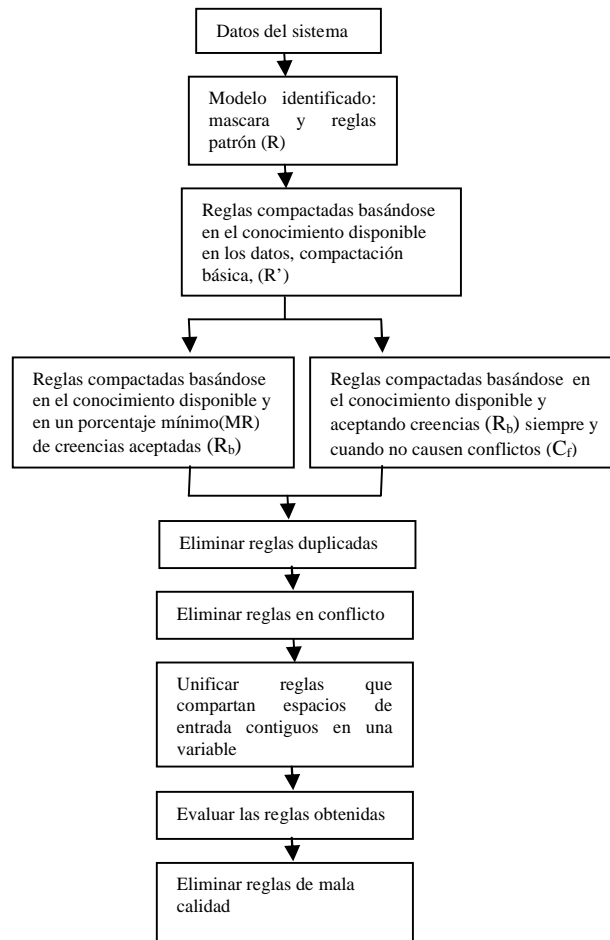 Datos del sistema
Modelo identificado:
mascara y reglas
patrón (R)
Reglas compactadas basándose
en el conocimiento disponible
en los datos, compactación
básica, (R’)
Reglas compactadas basándose
en el conocimiento disponible y
en un porcentaje mínimo(MR)
de creencias aceptadas (Rb)
Reglas compactadas basándose en
el conocimiento disponible y
aceptando creencias (Rb) siempre y
cuando no causen conflictos (Cf)
Eliminar reglas duplicadas
Eliminar reglas en conflicto
Unificar reglas que
compartan espacios de
entrada contiguos en una
variable
Evaluar las reglas obtenidas
Eliminar reglas de mala
calidad